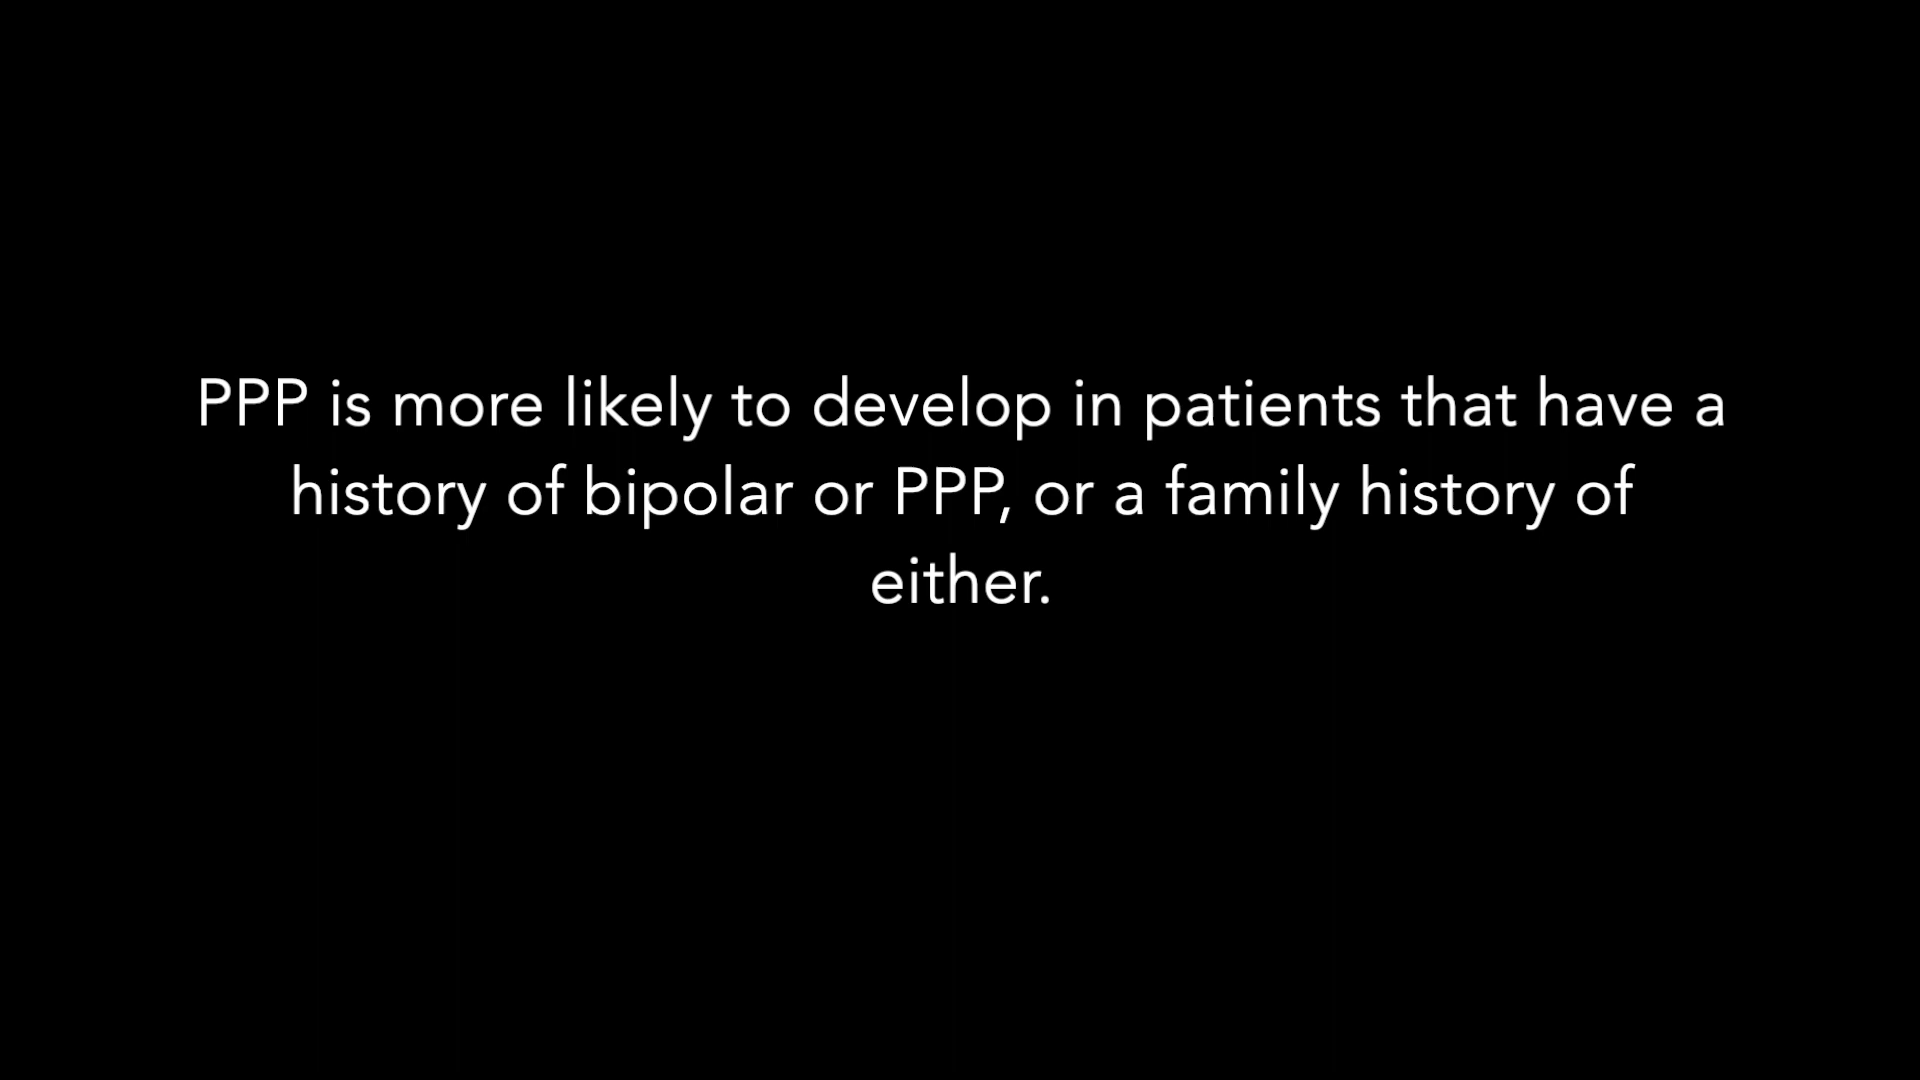 PPP is more likely to develop in patients that have a
history of bipolar or PPP, or a family history of
either.